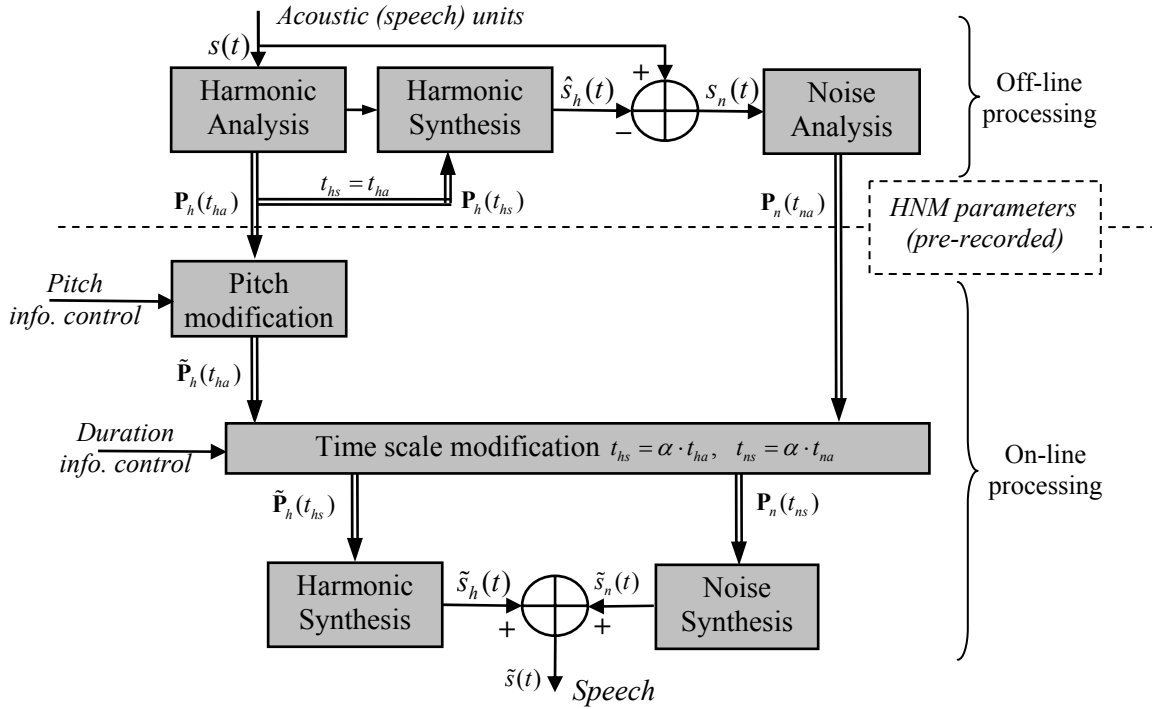 Acoustic (speech) units
s(t)
Harmonic
Analysis
Harmonic
Synthesis
ŝ_h(t)
+
−
s_n(t)
Noise
Analysis
Off-line
processing
t_hs = t_ha
P_h(t_ha)
P_h(t_hs)
P_n(t_na)
HNM parameters
(pre-recorded)
Pitch
info. control
Pitch
modification
P̃_h(t_ha)
Duration
info. control
Time scale modification t_hs = α · t_ha, t_ns = α · t_na
On-line
processing
P̃_h(t_hs)
P_n(t_ns)
Harmonic
Synthesis
s̃_h(t)
+
s̃_n(t)
+
Noise
Synthesis
s̃(t)
Speech